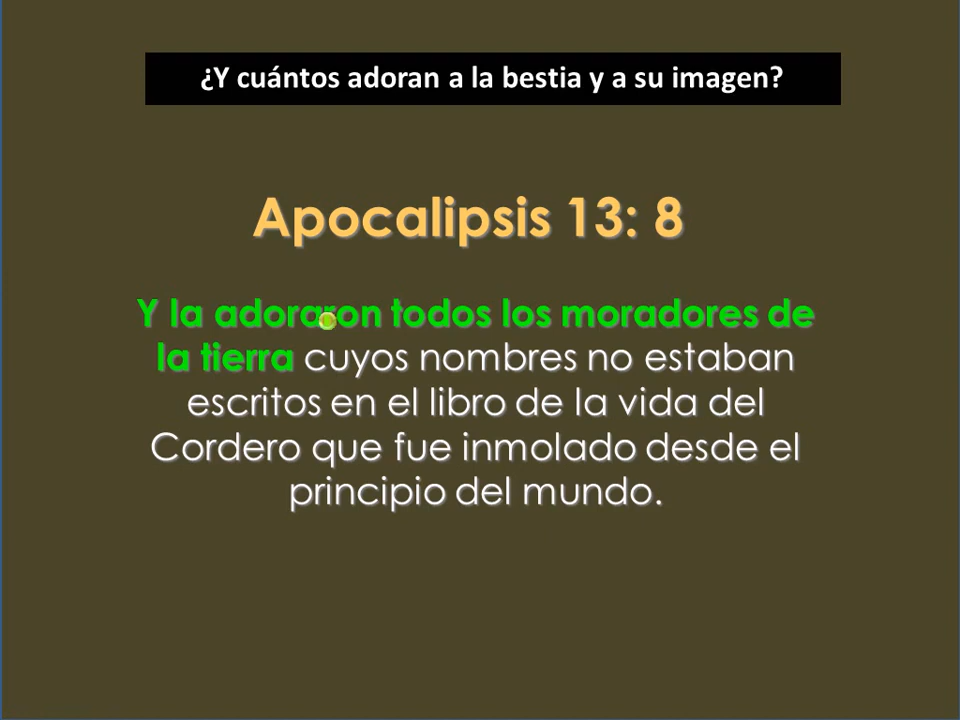 ¿Y cuántos adoran a la bestia y a su imagen?
Apocalipsis 13: 8
Y la adoraron todos los moradores de
la tierra cuyos nombres no estaban
escritos en el libro de la vida del
Cordero que fue inmolado desde el
principio del mundo.